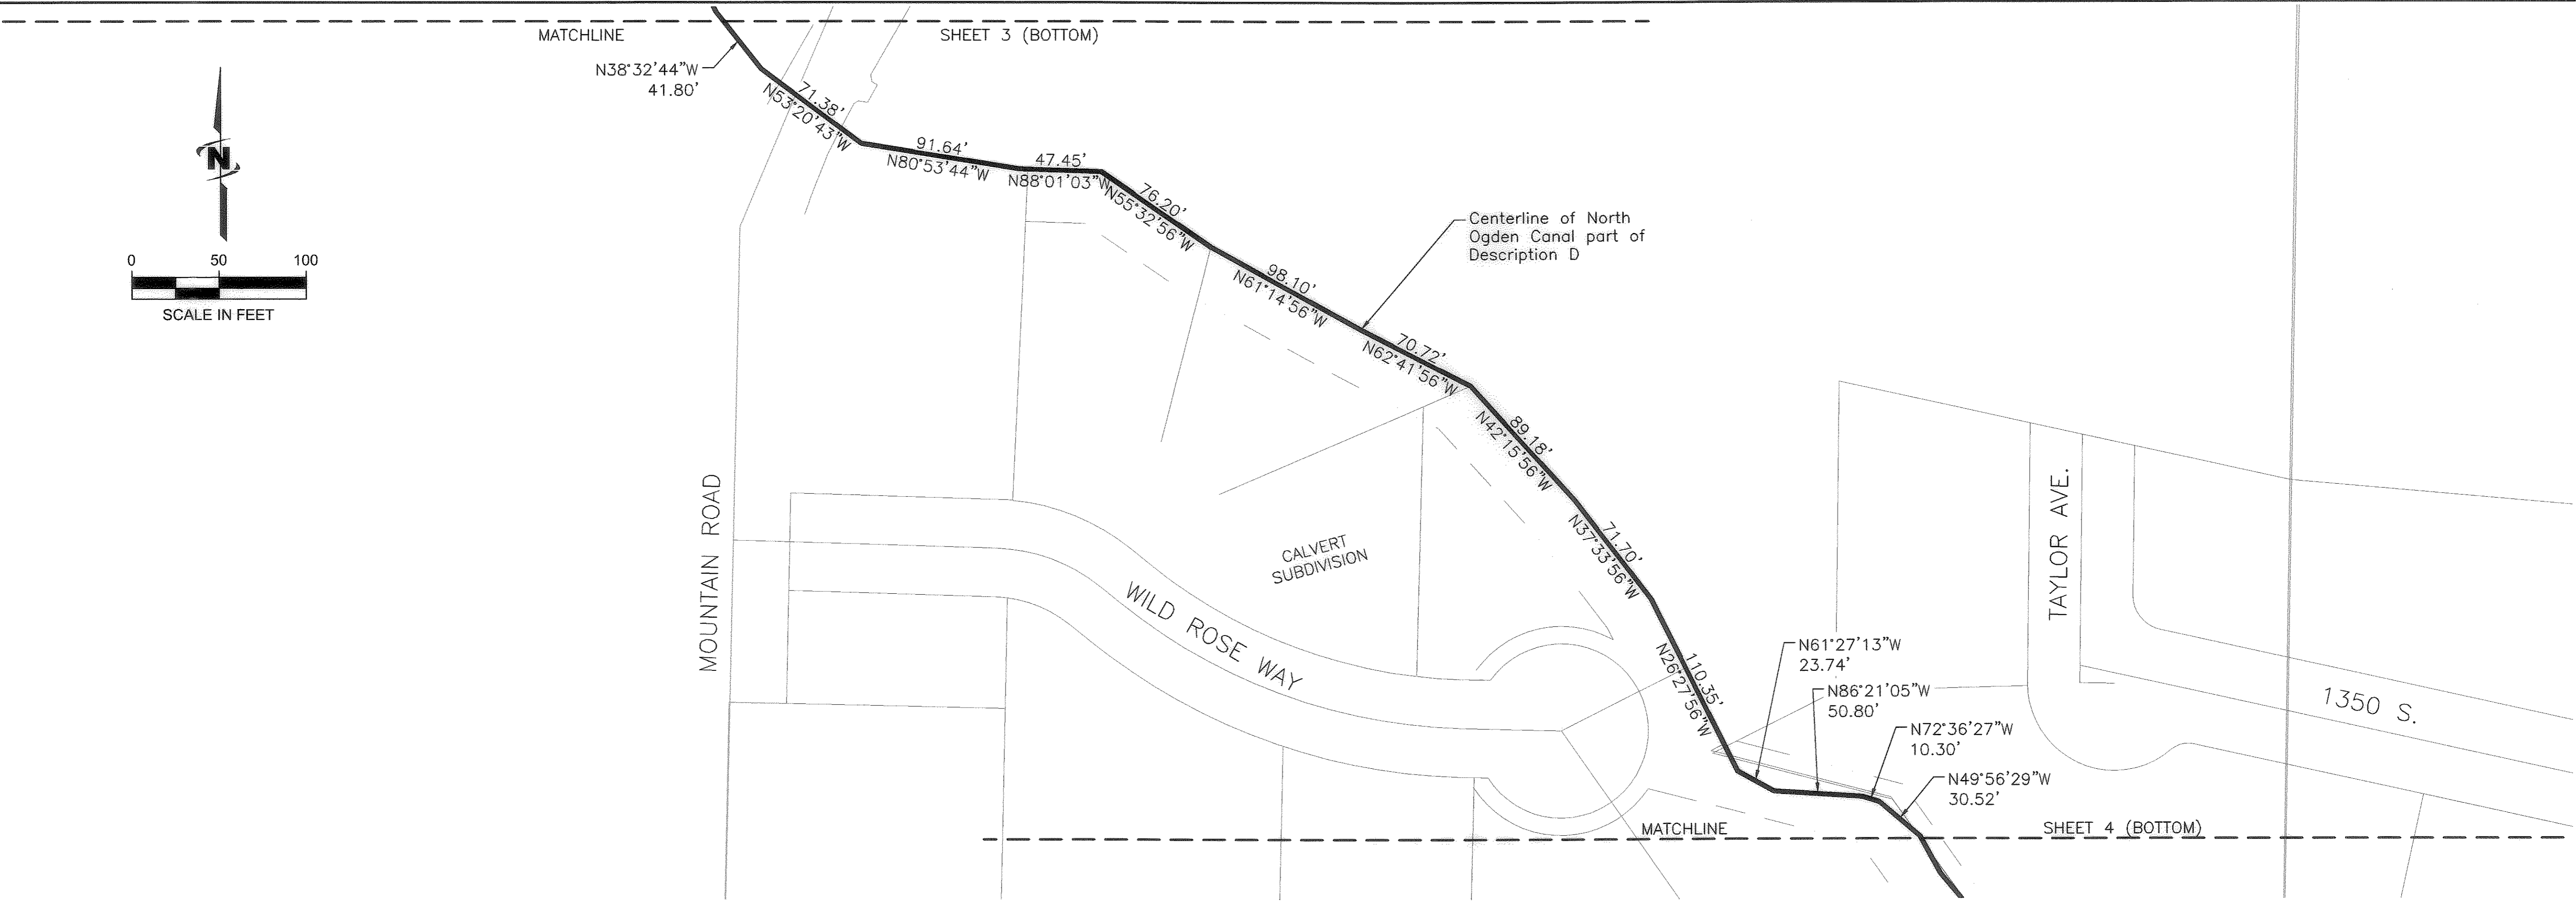 MATCHLINE
SHEET 3 (BOTTOM)
N38°32'44"W
41.80'
N
0 50 100
SCALE IN FEET
71.38'
N53°20'43"W
91.64'
N80°53'44"W
47.45'
N88°01'03"W
76.20'
N55°32'56"W
98.10'
N61°14'56"W
Centerline of North
Ogden Canal part of
Description D
70.72'
N62°41'56"W
89.18'
N42°15'56"W
71.70'
N37°33'56"W
110.35'
N26°27'56"W
N61°27'13"W
23.74'
N86°21'05"W
50.80'
N72°36'27"W
10.30'
N49°56'29"W
30.52'
MOUNTAIN ROAD
CALVERT
SUBDIVISION
WILD ROSE WAY
TAYLOR AVE.
1350 S.
MATCHLINE
SHEET 4 (BOTTOM)